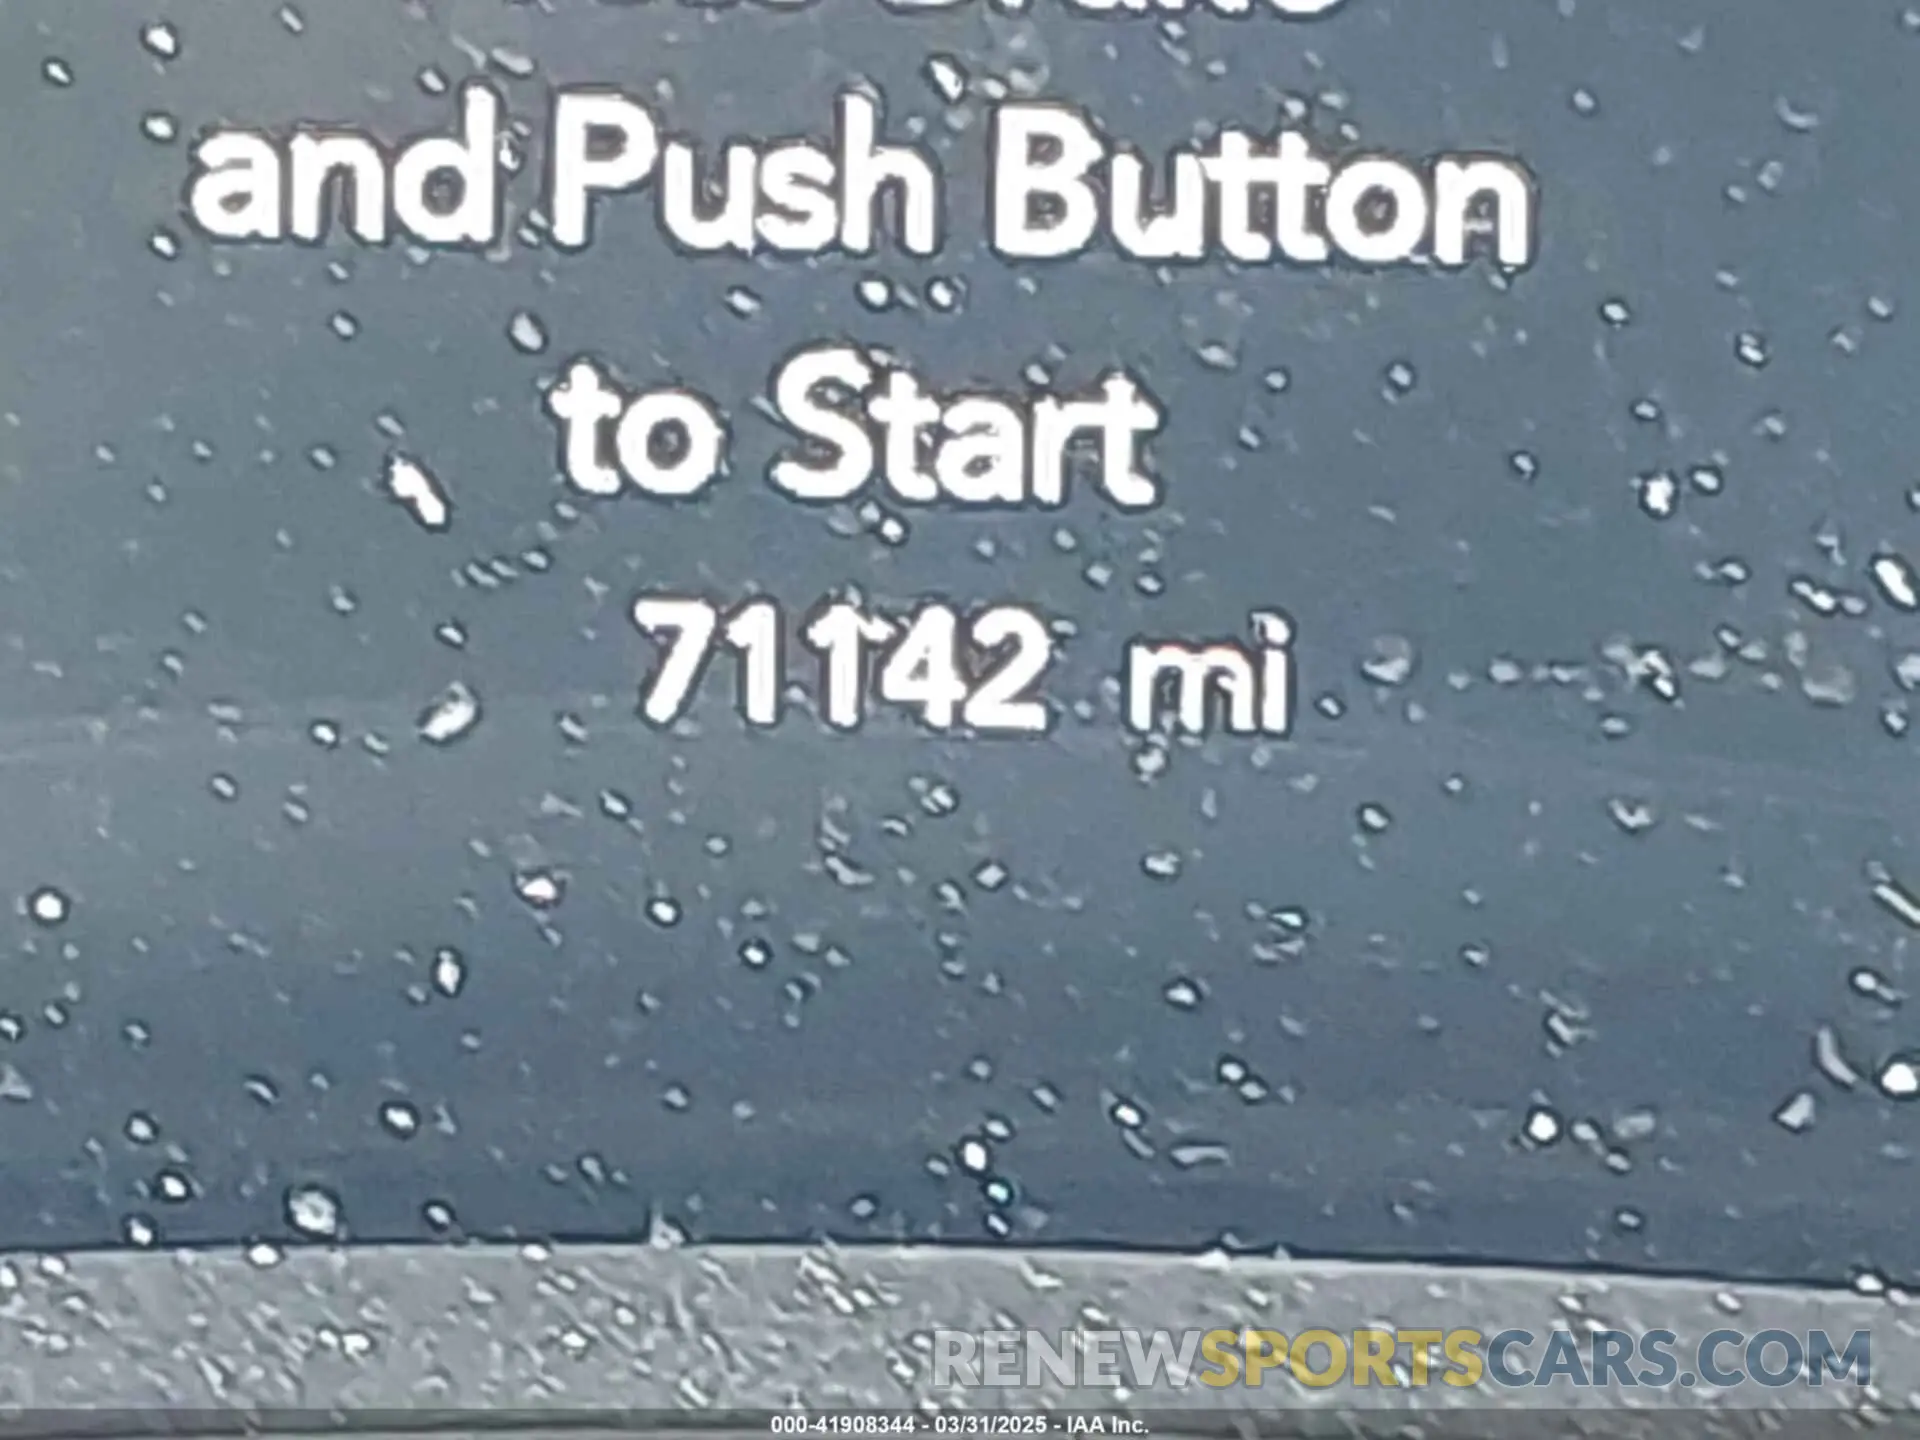 and Push Button
to Start
71142 mi
RENEWSPORTSCARS.COM
000-41908344 - 03/31/2025 - IAA Inc.